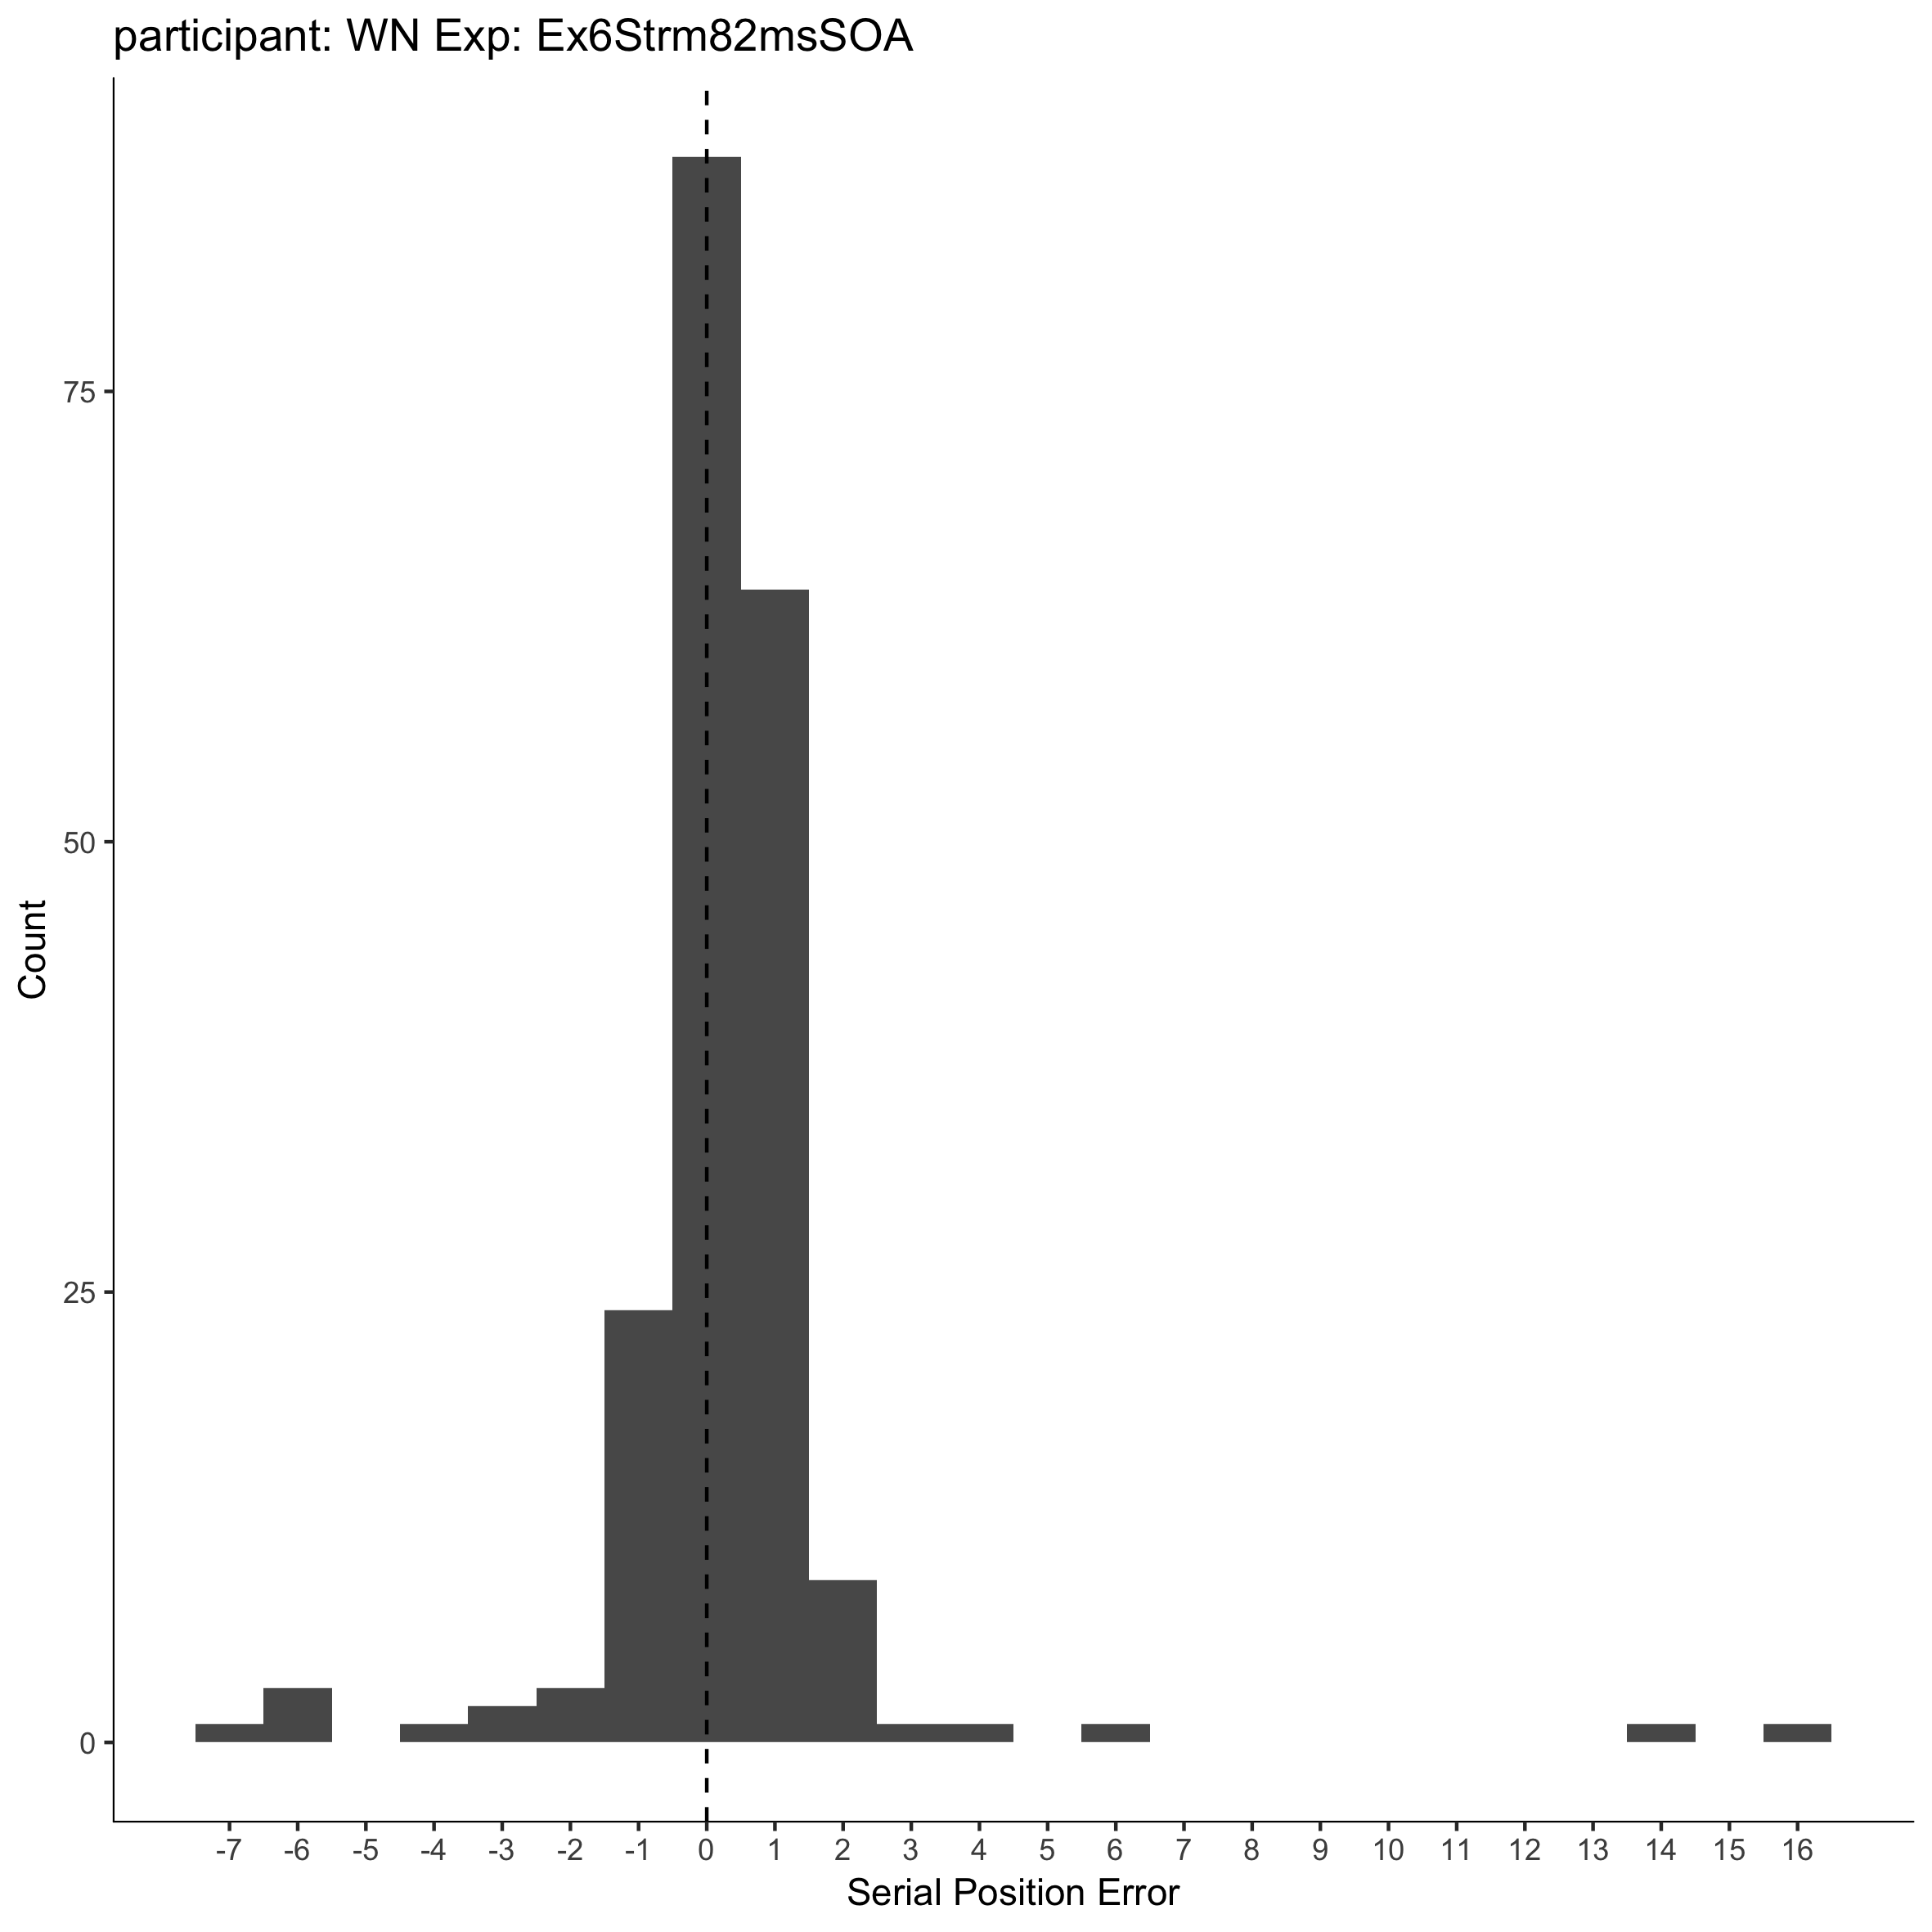 participant: WN Exp: Ex6Strm82msSOA
75
50
25
0
Count
-7 -6 -5 -4 -3 -2 -1 0 1 2 3 4 5 6 7 8 9 10 11 12 13 14 15 16
Serial Position Error